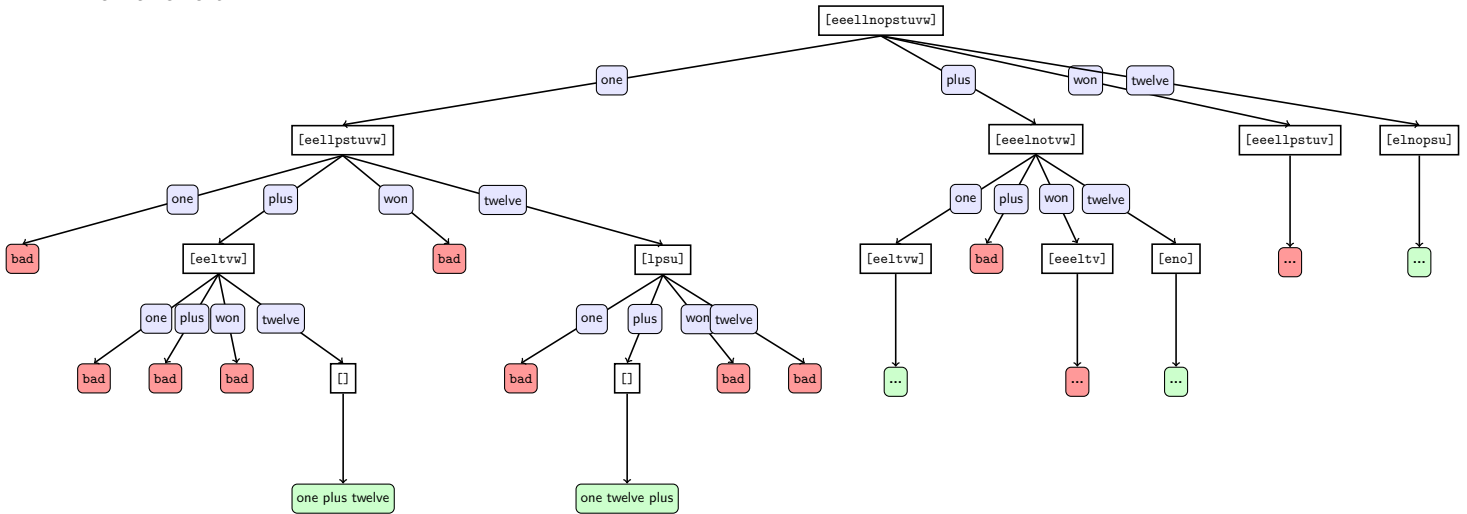 [eeellnopstuvw]
one plus won twelve
[eellpstuvw] [eeelnotvw] [eeellpstuv] [elnopsu]
one plus won twelve one plus won twelve
bad [eeltvw] bad [lpsu] [eeltvw] bad [eeeltv] [eno] ... ...
one plus won twelve one plus won twelve
bad bad bad [] bad [] bad bad ... ... ...
one plus twelve one twelve plus